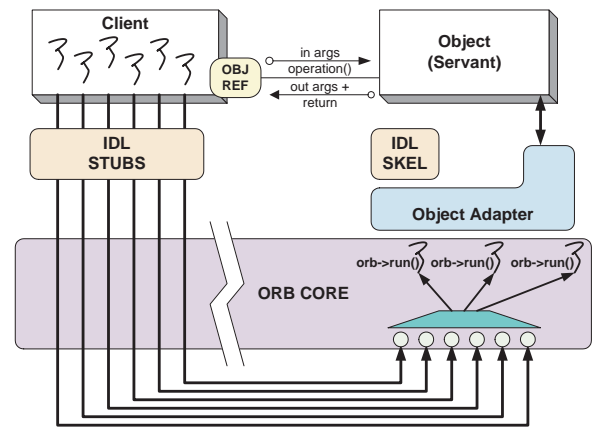 Client
OBJ
REF
in args
operation()
out args +
return
Object
(Servant)
IDL
STUBS
IDL
SKEL
Object Adapter
orb->run()
orb->run()
orb->run()
ORB CORE